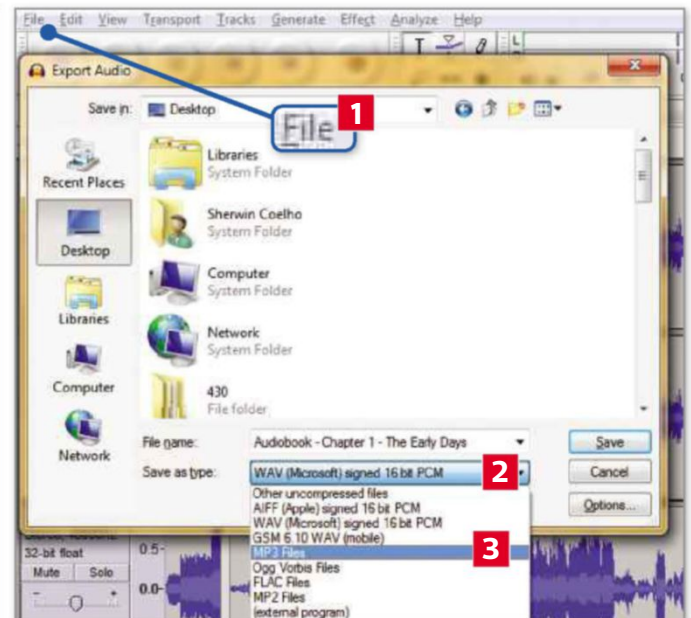 File Edit View Transport Tracks Generate Effect Analyze Help
Export Audio
Save in: Desktop
File 1
Recent Places
Desktop
Libraries
Computer
Network
Libraries
System Folder
Sherwin Coelho
System Folder
Computer
System Folder
Network
System Folder
430
File folder
File name: Audiobook - Chapter 1 - The Early Days Save
Save as type: WAV (Microsoft) signed 16 bit PCM 2 Cancel
Options...
Other uncompressed files
AIFF (Apple) signed 16 bit PCM
WAV (Microsoft) signed 16 bit PCM
GSM 6.10 WAV (mobile)
MP3 Files 3
Ogg Vorbis Files
FLAC Files
MP2 Files
(external program)
32-bit float
Mute Solo
0.5-
0.0-
L